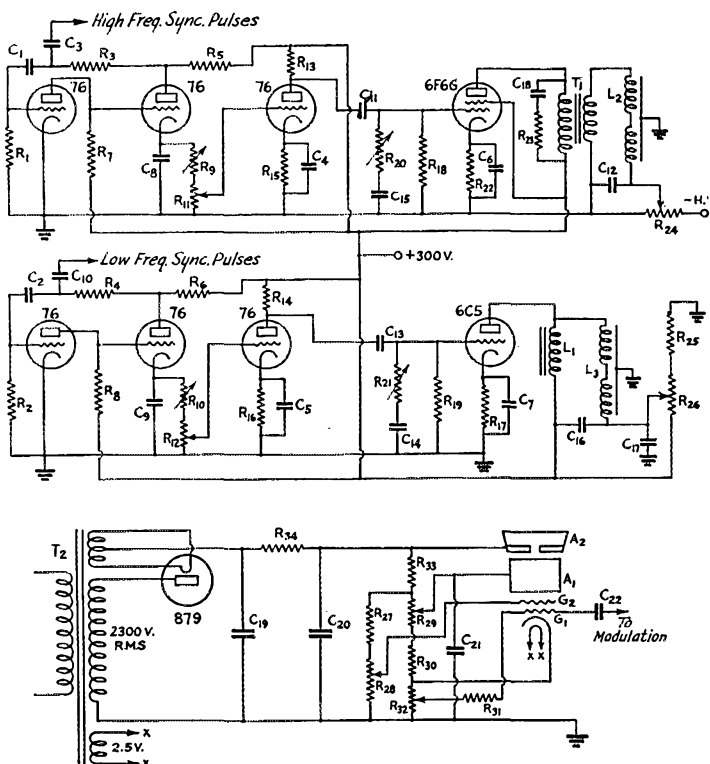 High Freq. Sync. Pulses
C1 C3 R3 R5 R13
76 76 76 C11 6F6G C18 T1 L2
R1 R7 C8 R9 R11 R15 C4 R20 C15 R18 R22 C6 R23 C12
R24 -H.
Low Freq. Sync. Pulses
+300 V.
C2 C10 R4 R6 R14
76 76 76 C13 6C5 L1 L3 R25
R2 R8 C9 R10 R12 R16 C5 R21 C14 R19 R17 C7 C16 C17 R26
T2
879
2300 V.
R.M.S
R34 R33 A2
A1
C19 C20 R27 R29 C21 G2
G1 C22
To
Modulation
R28 R30 x x
R32 R31
x
2.5 V.
x